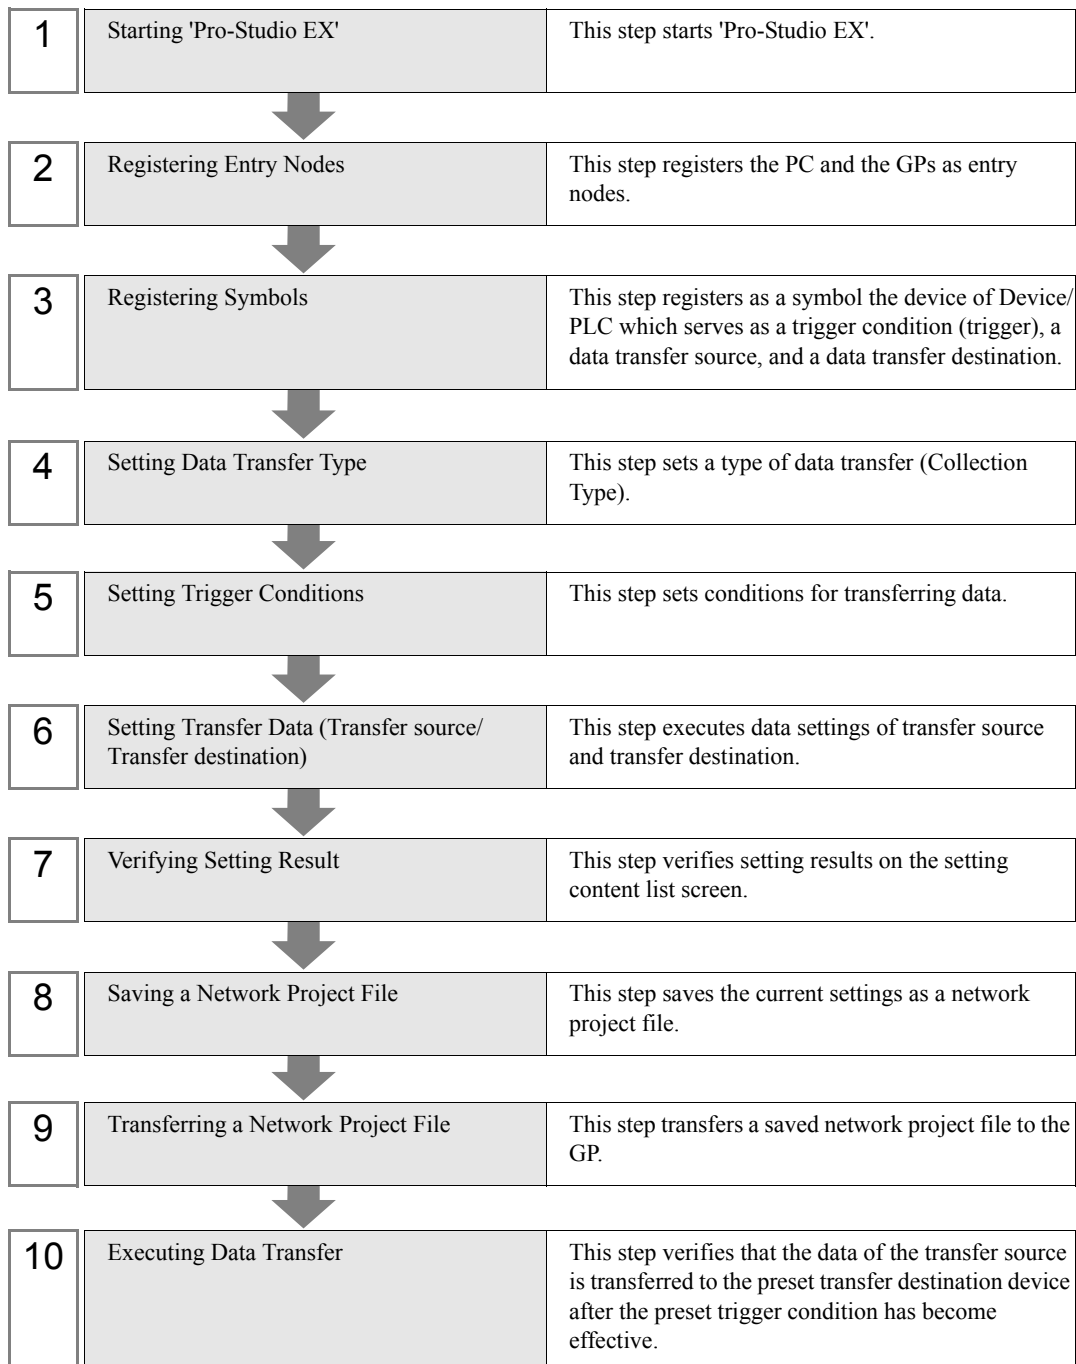 1
Starting 'Pro-Studio EX'
This step starts 'Pro-Studio EX'.
2
Registering Entry Nodes
This step registers the PC and the GPs as entry
nodes.
3
Registering Symbols
This step registers as a symbol the device of Device/
PLC which serves as a trigger condition (trigger), a
data transfer source, and a data transfer destination.
4
Setting Data Transfer Type
This step sets a type of data transfer (Collection
Type).
5
Setting Trigger Conditions
This step sets conditions for transferring data.
6
Setting Transfer Data (Transfer source/
Transfer destination)
This step executes data settings of transfer source
and transfer destination.
7
Verifying Setting Result
This step verifies setting results on the setting
content list screen.
8
Saving a Network Project File
This step saves the current settings as a network
project file.
9
Transferring a Network Project File
This step transfers a saved network project file to the
GP.
10
Executing Data Transfer
This step verifies that the data of the transfer source
is transferred to the preset transfer destination device
after the preset trigger condition has become
effective.